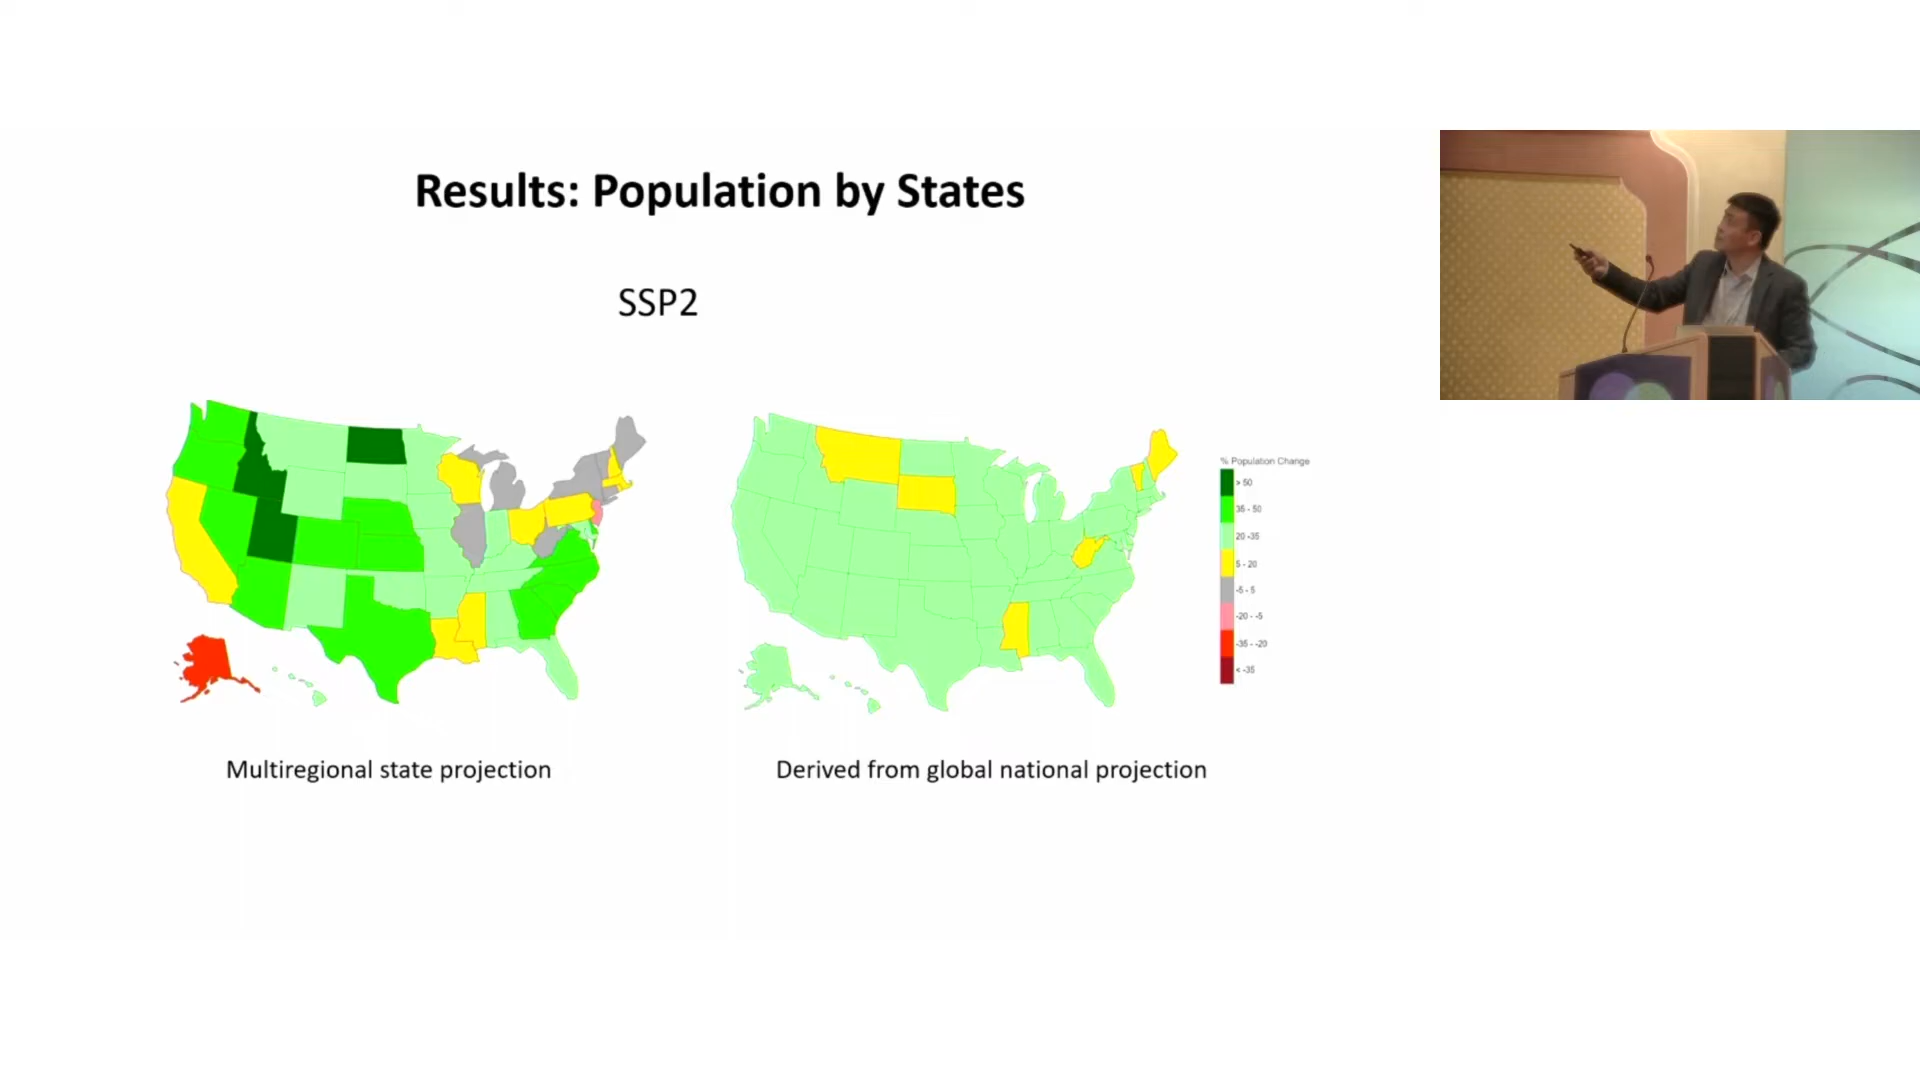 Results: Population by States
SSP2
% Population Change
> 50
35 - 50
20 -35
5 - 20
-5 - 5
-20 - -5
-35 - -20
< -35
Multiregional state projection
Derived from global national projection